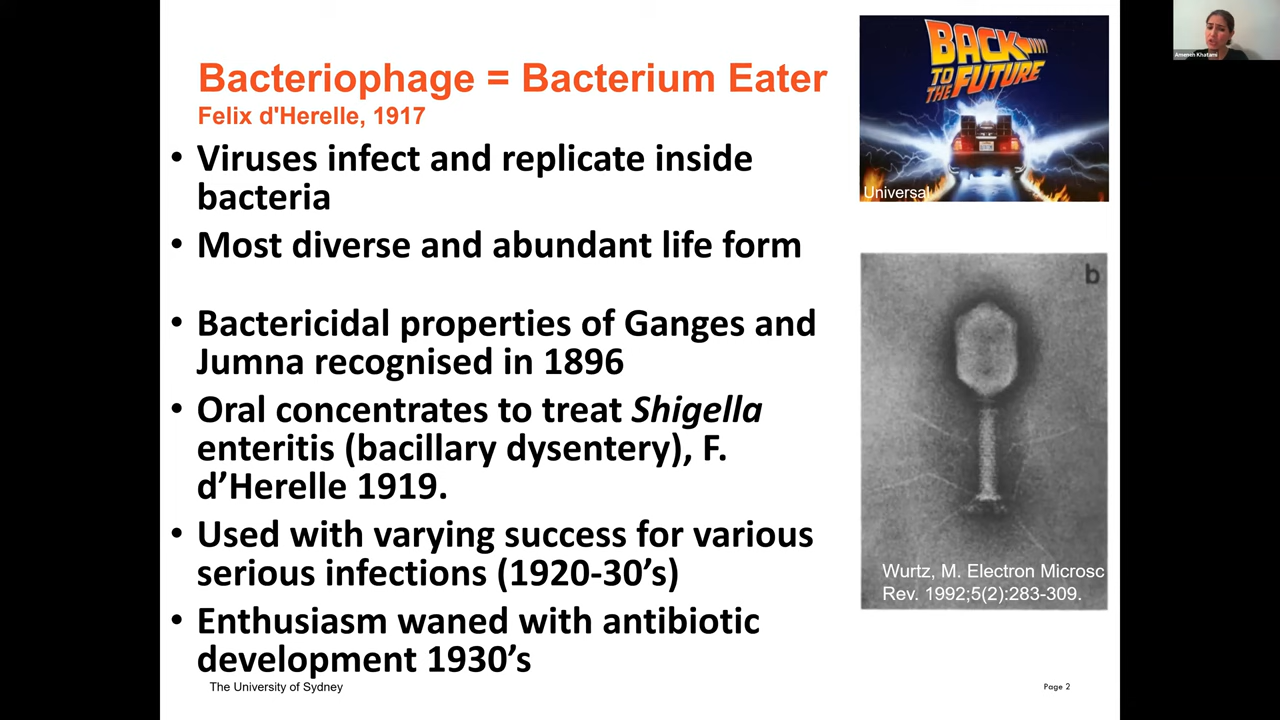 Bacteriophage = Bacterium Eater
Felix d'Herelle, 1917
• Viruses infect and replicate inside
bacteria
• Most diverse and abundant life form
• Bactericidal properties of Ganges and
Jumna recognised in 1896
• Oral concentrates to treat Shigella
enteritis (bacillary dysentery), F.
d’Herelle 1919.
• Used with varying success for various
serious infections (1920-30’s)
• Enthusiasm waned with antibiotic
development 1930’s
The University of Sydney
BACK
TO
THE FUTURE
Universal
b
Wurtz, M. Electron Microsc
Rev. 1992;5(2):283-309.
Page 2
Ameneh Khatami